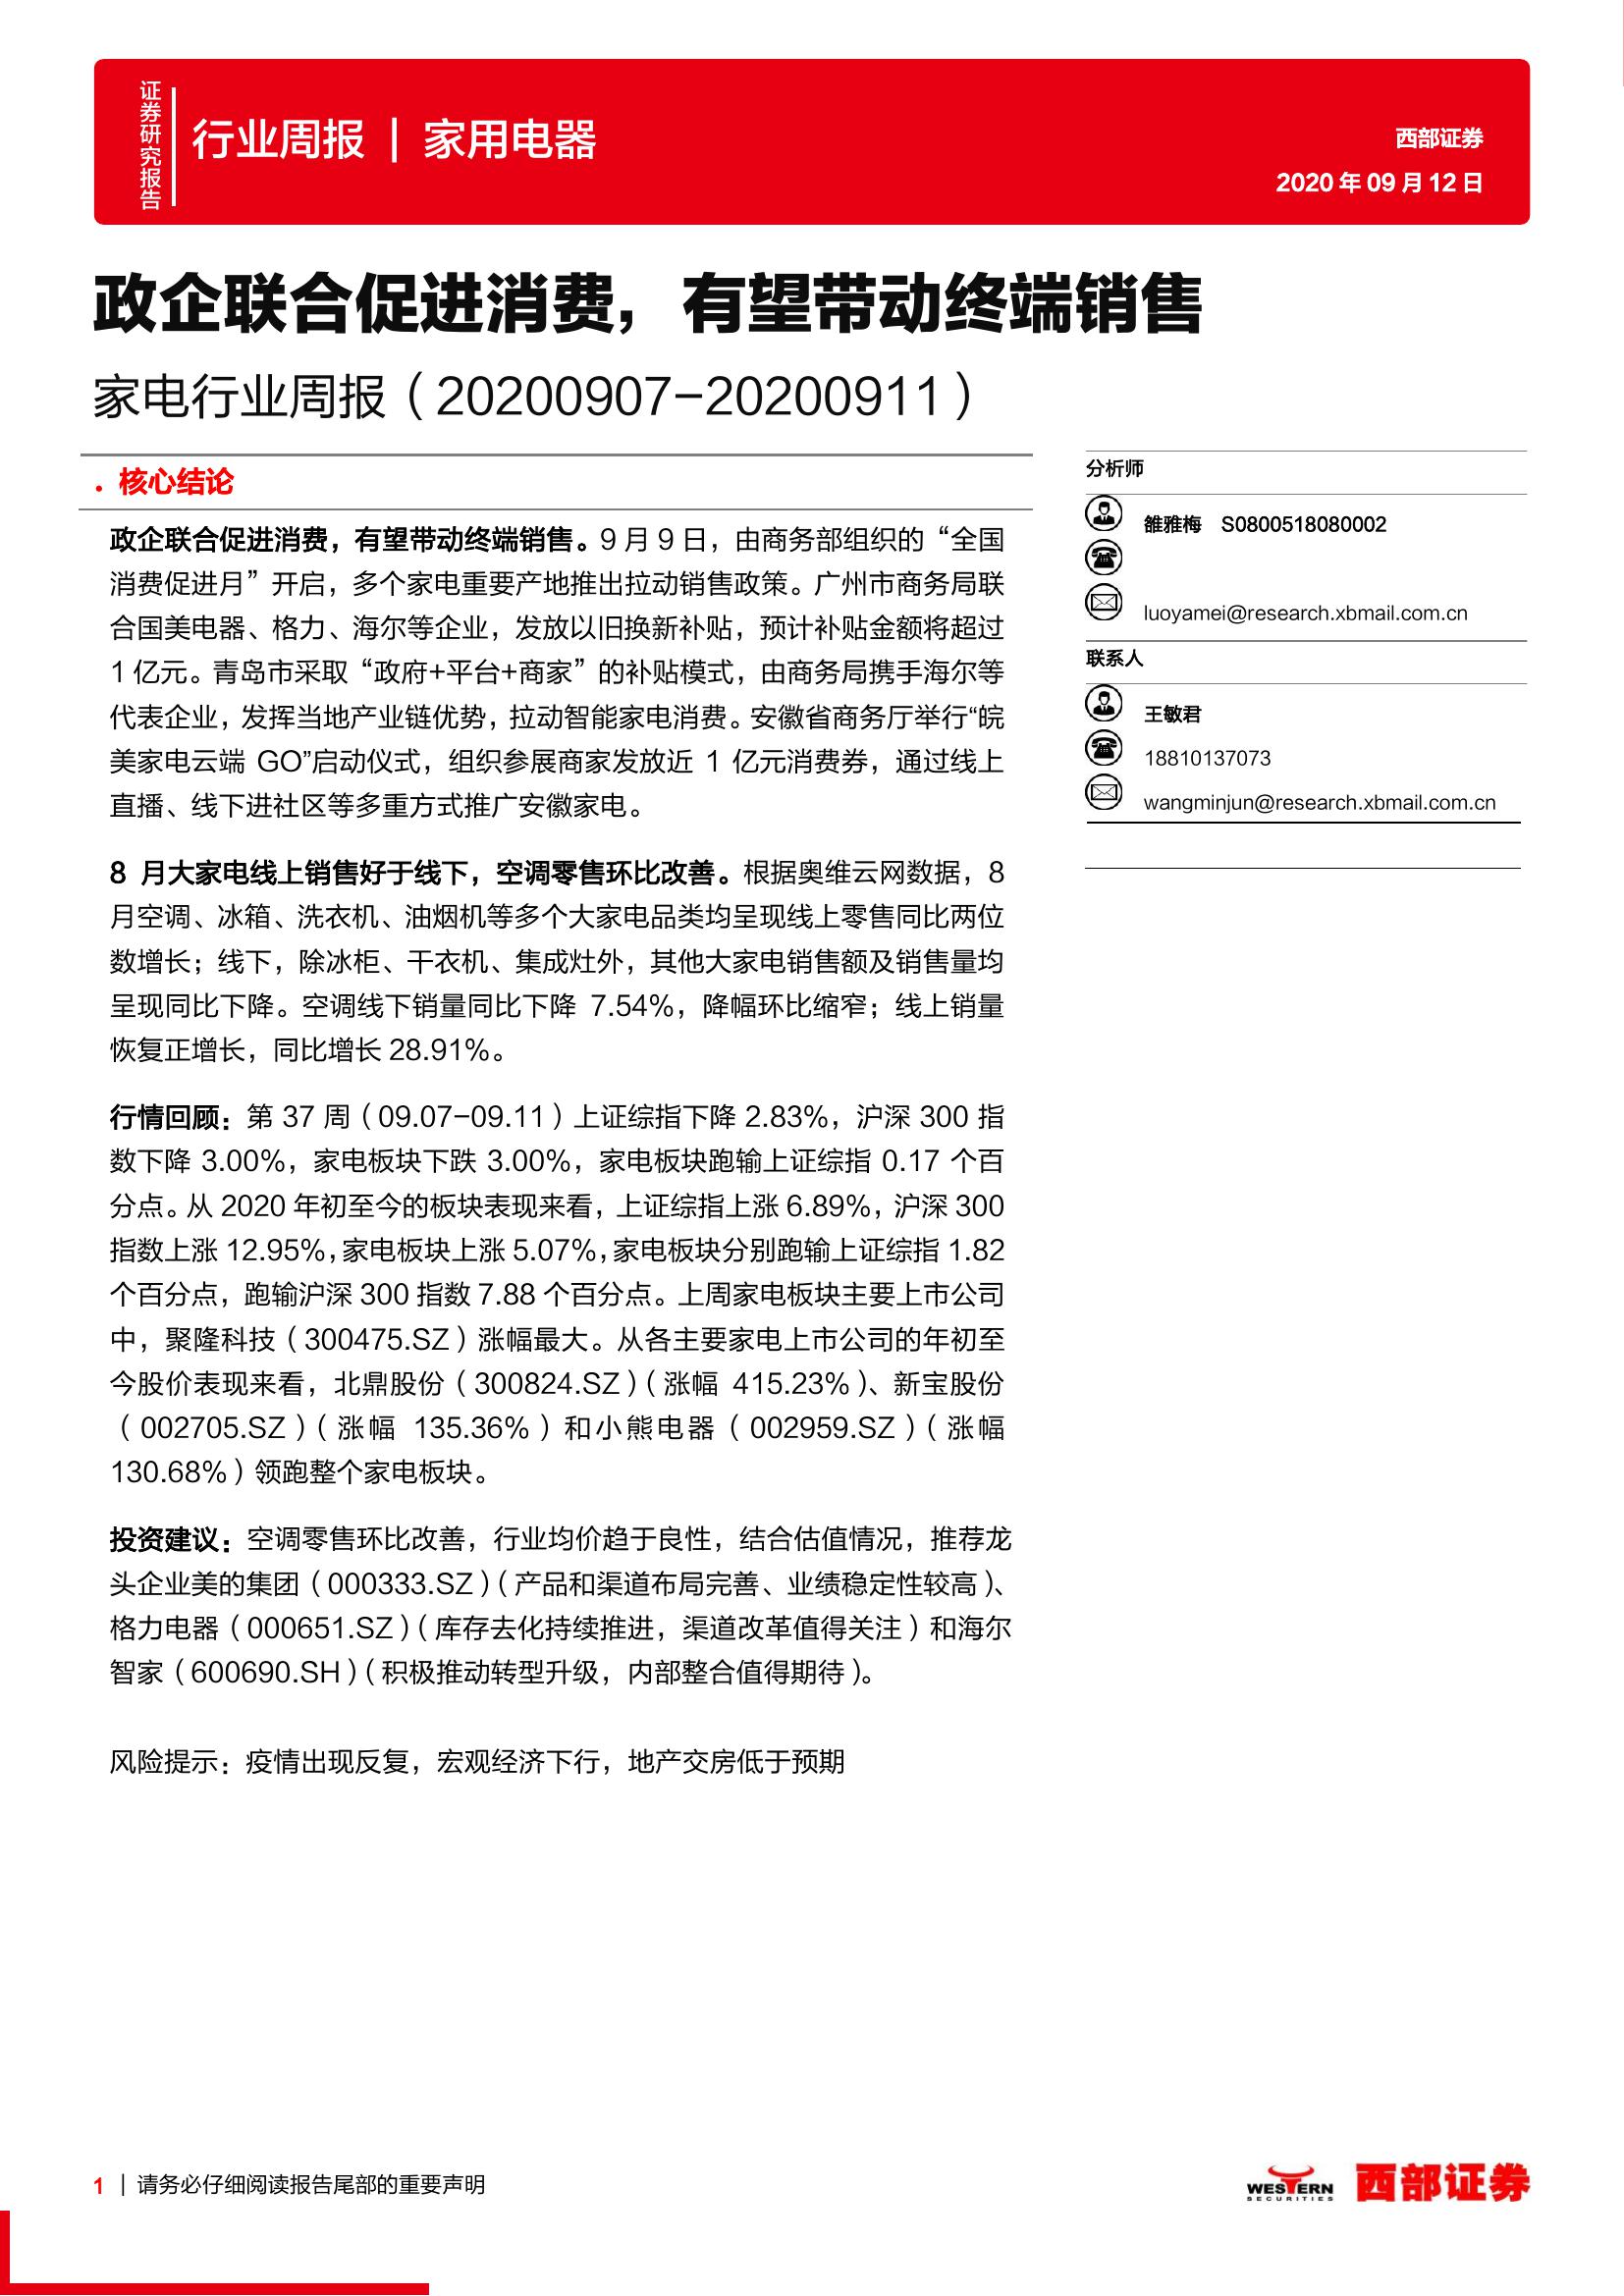 证券研究报告
行业周报 | 家用电器
西部证券
2020 年 09 月 12 日
政企联合促进消费，有望带动终端销售
家电行业周报（20200907-20200911）
• 核心结论
政企联合促进消费，有望带动终端销售。9 月 9 日，由商务部组织的“全国
消费促进月”开启，多个家电重要产地推出拉动销售政策。广州市商务局联
合国美电器、格力、海尔等企业，发放以旧换新补贴，预计补贴金额将超过
1 亿元。青岛市采取“政府+平台+商家”的补贴模式，由商务局携手海尔等
代表企业，发挥当地产业链优势，拉动智能家电消费。安徽省商务厅举行“皖
美家电云端 GO”启动仪式，组织参展商家发放近 1 亿元消费券，通过线上
直播、线下进社区等多重方式推广安徽家电。
8 月大家电线上销售好于线下，空调零售环比改善。根据奥维云网数据，8
月空调、冰箱、洗衣机、油烟机等多个大家电品类均呈现线上零售同比两位
数增长；线下，除冰柜、干衣机、集成灶外，其他大家电销售额及销售量均
呈现同比下降。空调线下销量同比下降 7.54%，降幅环比缩窄；线上销量
恢复正增长，同比增长 28.91%。
行情回顾：第 37 周（09.07-09.11）上证综指下降 2.83%，沪深 300 指
数下降 3.00%，家电板块下跌 3.00%，家电板块跑输上证综指 0.17 个百
分点。从 2020 年初至今的板块表现来看，上证综指上涨 6.89%，沪深 300
指数上涨 12.95%，家电板块上涨 5.07%，家电板块分别跑输上证综指 1.82
个百分点，跑输沪深 300 指数 7.88 个百分点。上周家电板块主要上市公司
中，聚隆科技（300475.SZ）涨幅最大。从各主要家电上市公司的年初至
今股价表现来看，北鼎股份（300824.SZ）（涨幅 415.23%）、新宝股份
（002705.SZ）（涨幅 135.36%）和小熊电器（002959.SZ）（涨幅
130.68%）领跑整个家电板块。
投资建议：空调零售环比改善，行业均价趋于良性，结合估值情况，推荐龙
头企业美的集团（000333.SZ）（产品和渠道布局完善、业绩稳定性较高）、
格力电器（000651.SZ）（库存去化持续推进，渠道改革值得关注）和海尔
智家（600690.SH）（积极推动转型升级，内部整合值得期待）。
风险提示：疫情出现反复，宏观经济下行，地产交房低于预期
分析师
雒雅梅 S0800518080002
luoyamei@research.xbmail.com.cn
联系人
王敏君
18810137073
wangminjun@research.xbmail.com.cn
1 | 请务必仔细阅读报告尾部的重要声明
WESTERN
SECURITIES
西部证券